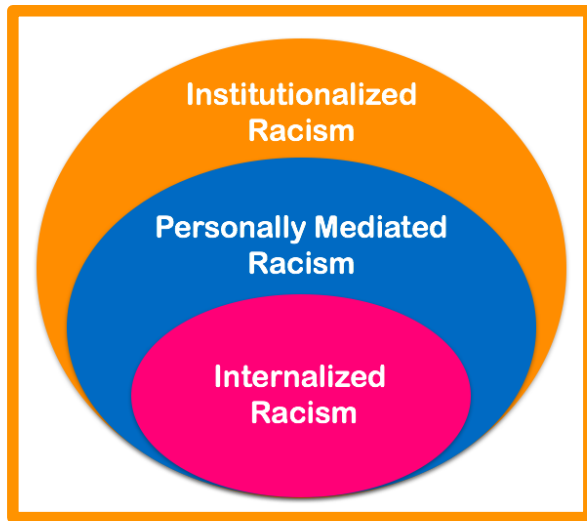 Institutionalized
Racism
Personally Mediated
Racism
Internalized
Racism